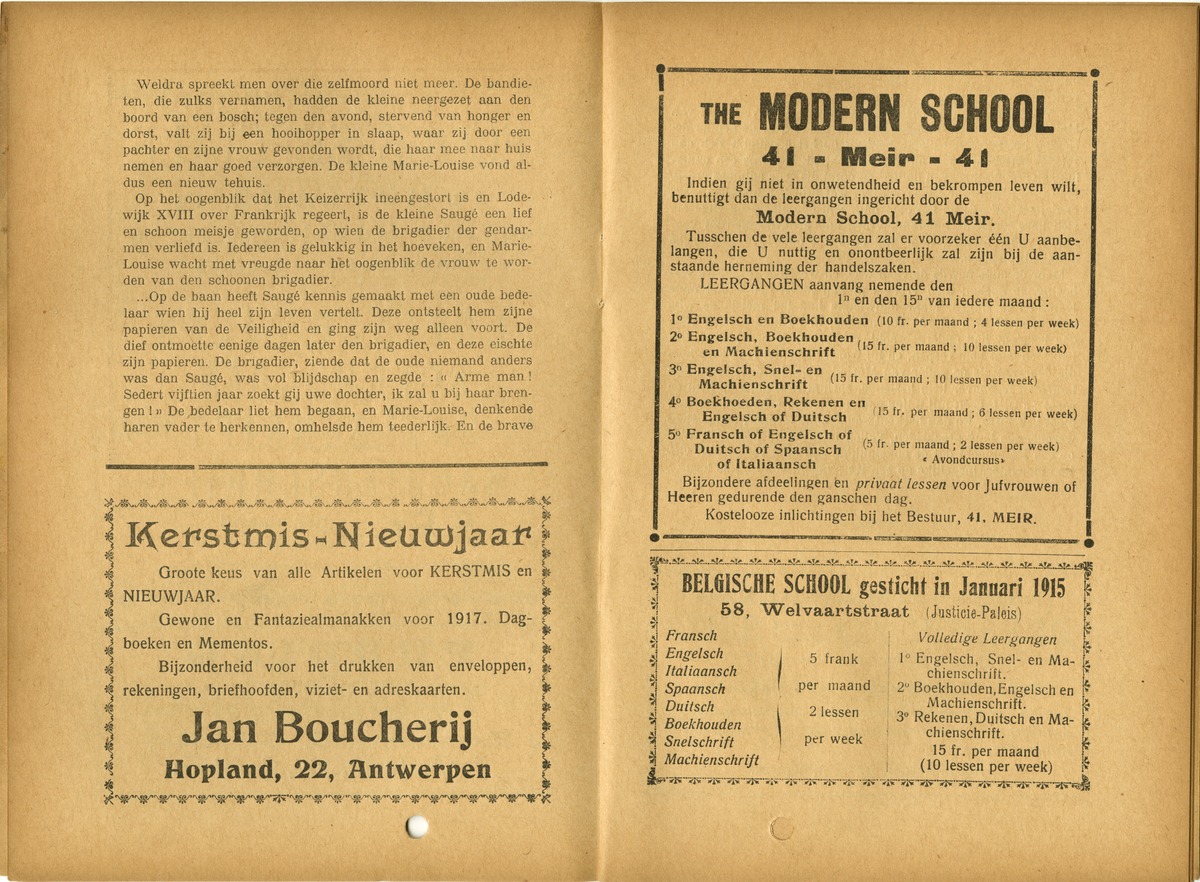 Weldra spreekt men over die zelfmoord niet meer. De bandie-
ten, die zulks vernamen, hadden de kleine neergezet aan den
boord van een bosch; tegen den avond, stervend van honger en
dorst, valt zij bij een hooihopper in slaap, waar zij door een
pachter en zijne vrouw gevonden wordt, die haar mee naar huis
nemen en haar goed verzorgen. De kleine Marie-Louise vond al-
dus een nieuw tehuis.
Op het oogenblik dat het Keizerrijk ineengestort is en Lode-
wijk XVIII over Frankrijk regeert, is de kleine Saugé een lief
en schoon meisje geworden, op wien de brigadier der gendar-
men verliefd is. Iedereen is gelukkig in het hoeveken, en Marie-
Louise wacht met vreugde naar het oogenblik de vrouw te wor-
den van den schoonen brigadier.
...Op de baan heeft Saugé kennis gemaakt met een oude bede-
laar wien hij heel zijn leven vertelt. Deze ontsteelt hem zijne
papieren van de Veiligheid en ging zijn weg alleen voort. De
dief ontmoette eenige dagen later den brigadier, en deze eischte
zijn papieren. De brigadier, ziende dat de oude niemand anders
was dan Saugé, was vol blijdschap en zegde : « Arme man !
Sedert vijftien jaar zoekt gij uwe dochter, ik zal u bij haar bren-
gen ! » De bedelaar liet hem begaan, en Marie-Louise, denkende
haren vader te herkennen, omhelsde hem teederlijk. En de brave
Kerstmis-Nieuwjaar
Groote keus van alle Artikelen voor KERSTMIS en
NIEUWJAAR.
Gewone en Fantaziealmanakken voor 1917. Dag-
boeken en Mementos.
Bijzonderheid voor het drukken van enveloppen,
rekeningen, briefhoofden, viziet- en adreskaarten.
Jan Boucherij
Hopland, 22, Antwerpen
THE MODERN SCHOOL
41 - Meir - 41
Indien gij niet in onwetendheid en bekrompen leven wilt,
benuttigt dan de leergangen ingericht door de
Modern School, 41 Meir.
Tusschen de vele leergangen zal er voorzeker één U aanbe-
langen, die U nuttig en onontbeerlijk zal zijn bij de aan-
staande herneming der handelszaken.
LEERGANGEN aanvang nemende den
1n en den 15n van iedere maand :
1o Engelsch en Boekhouden (10 fr. per maand ; 4 lessen per week)
2o Engelsch, Boekhouden
en Machienschrift (15 fr. per maand ; 10 lessen per week)
3n Engelsch, Snel- en
Machienschrift (15 fr. per maand ; 10 lessen per week)
4o Boekhoeden, Rekenen en
Engelsch of Duitsch (15 fr. per maand ; 6 lessen per week)
5o Fransch of Engelsch of
Duitsch of Spaansch (5 fr. per maand ; 2 lessen per week)
of Italiaansch « Avondcursus»
Bijzondere afdeelingen en privaat lessen voor Jufvrouwen of
Heeren gedurende den ganschen dag.
Kostelooze inlichtingen bij het Bestuur, 41, MEIR.
BELGISCHE SCHOOL gesticht in Januari 1915
58, Welvaartstraat (Justicie-Paleis)
Fransch
Engelsch
Italiaansch
Spaansch
Duitsch
Boekhouden
Snelschrift
Machienschrift
5 frank
per maand
2 lessen
per week
Volledige Leergangen
1o Engelsch, Snel- en Ma-
chienschrift.
2o Boekhouden, Engelsch en
Machienschrift.
3o Rekenen, Duitsch en Ma-
chienschrift.
15 fr. per maand
(10 lessen per week)